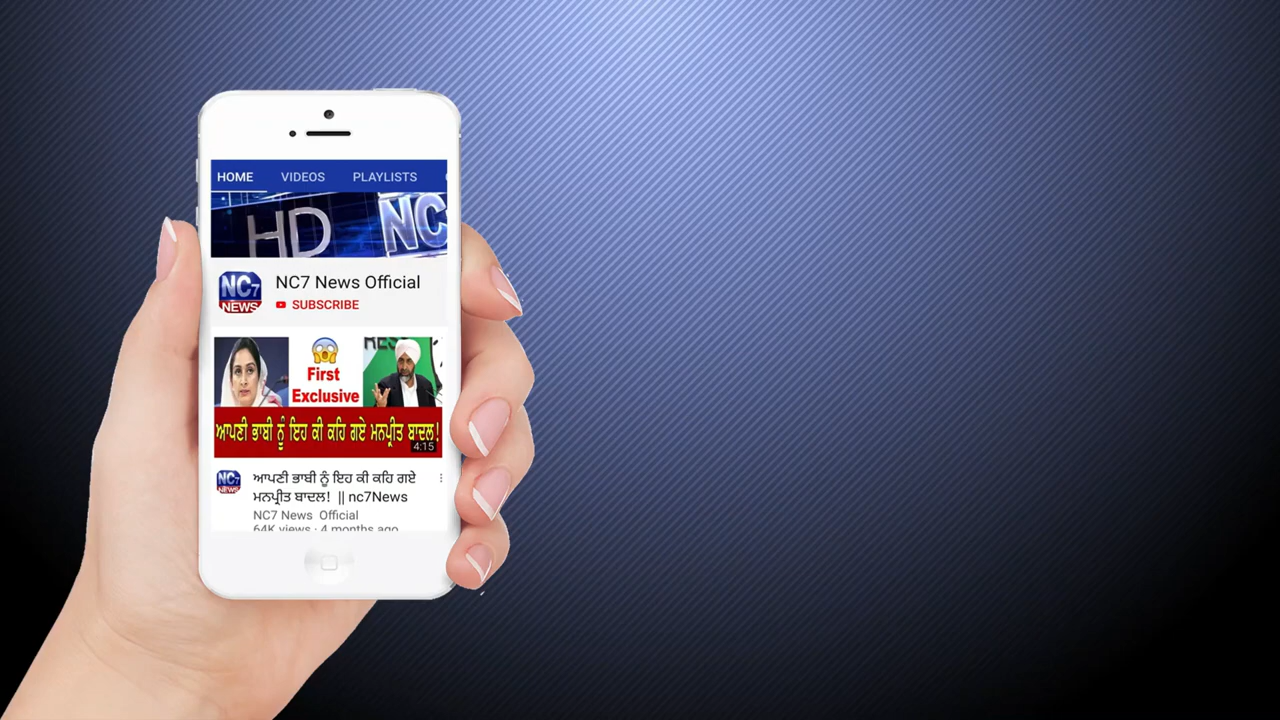 HOME VIDEOS PLAYLISTS
HD NC
NC7 NEWS
NC7 News Official
SUBSCRIBE
First
Exclusive
ਆਪਣੀ ਭਾਬੀ ਨੂੰ ਇਹ ਕੀ ਕਹਿ ਗਏ ਮਨਪ੍ਰੀਤ ਬਾਦਲ!
4:15
NC7 NEWS
ਆਪਣੀ ਭਾਬੀ ਨੂੰ ਇਹ ਕੀ ਕਹਿ ਗਏ
ਮਨਪ੍ਰੀਤ ਬਾਦਲ! || nc7News
NC7 News Official
64K views · 4 months ago